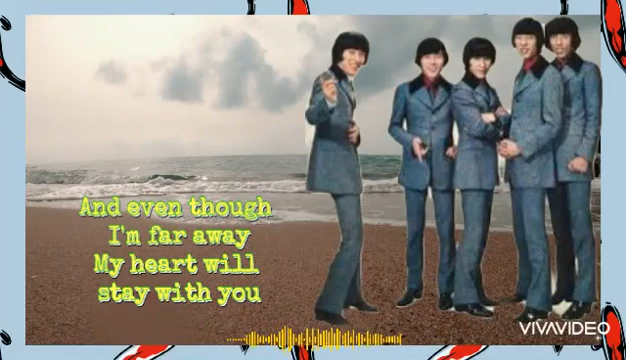 And even though
I'm far away
My heart will
stay with you
VIVAVIDEO